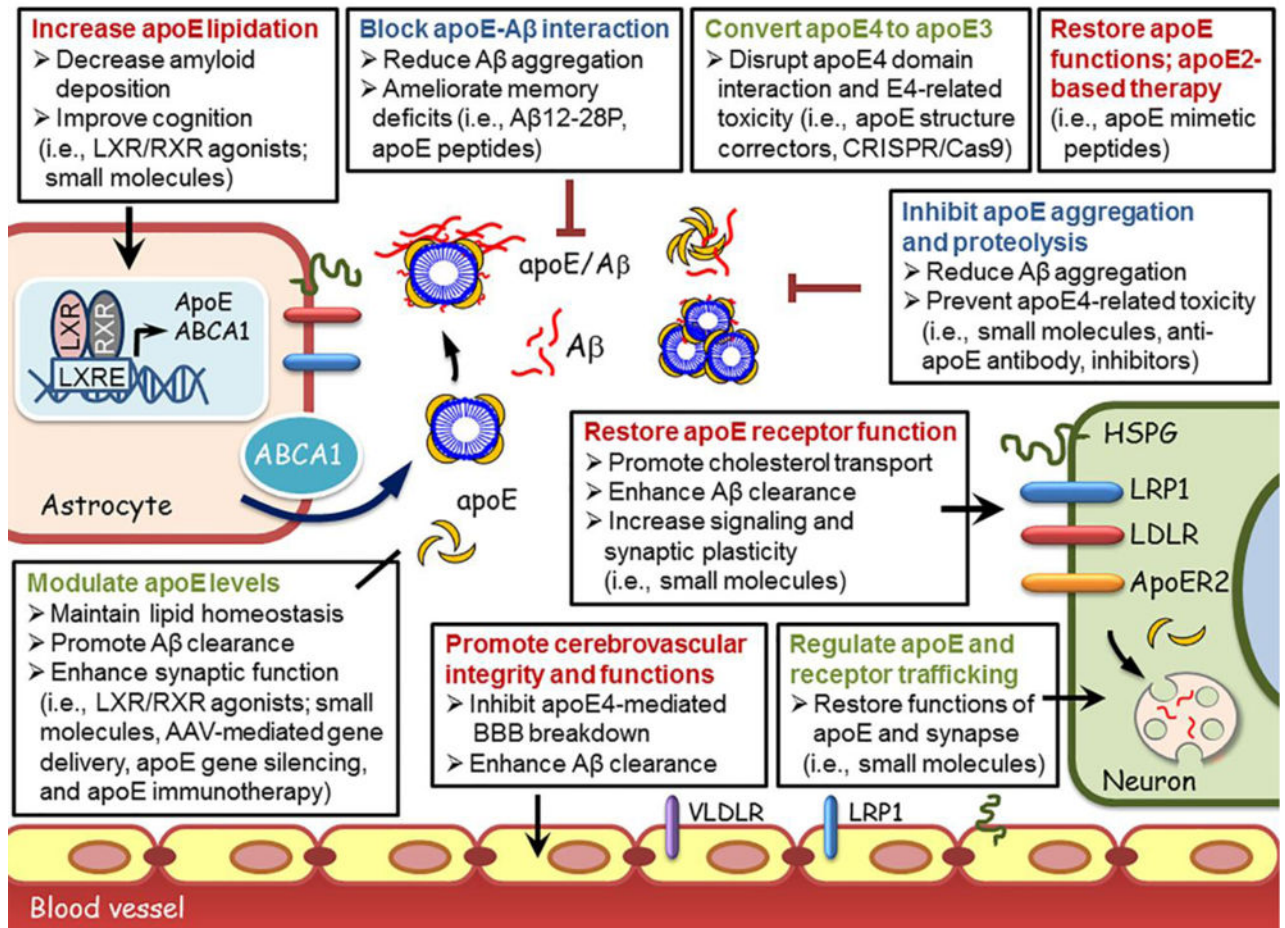 Increase apoE lipidation
➢ Decrease amyloid
deposition
➢ Improve cognition
(i.e., LXR/RXR agonists;
small molecules)
Block apoE-Aβ interaction
➢ Reduce Aβ aggregation
➢ Ameliorate memory
deficits (i.e., Aβ12-28P,
apoE peptides)
Convert apoE4 to apoE3
➢ Disrupt apoE4 domain
interaction and E4-related
toxicity (i.e., apoE structure
correctors, CRISPR/Cas9)
Restore apoE
functions; apoE2-
based therapy
(i.e., apoE mimetic
peptides)
Inhibit apoE aggregation
and proteolysis
➢ Reduce Aβ aggregation
➢ Prevent apoE4-related toxicity
(i.e., small molecules, anti-
apoE antibody, inhibitors)
LXR
RXR
LXRE
ApoE
ABCA1
ABCA1
Astrocyte
apoE/Aβ
Aβ
apoE
Restore apoE receptor function
➢ Promote cholesterol transport
➢ Enhance Aβ clearance
➢ Increase signaling and
synaptic plasticity
(i.e., small molecules)
HSPG
LRP1
LDLR
ApoER2
Neuron
Modulate apoE levels
➢ Maintain lipid homeostasis
➢ Promote Aβ clearance
➢ Enhance synaptic function
(i.e., LXR/RXR agonists; small
molecules, AAV-mediated gene
delivery, apoE gene silencing,
and apoE immunotherapy)
Promote cerebrovascular
integrity and functions
➢ Inhibit apoE4-mediated
BBB breakdown
➢ Enhance Aβ clearance
Regulate apoE and
receptor trafficking
➢ Restore functions of
apoE and synapse
(i.e., small molecules)
VLDLR
LRP1
Blood vessel